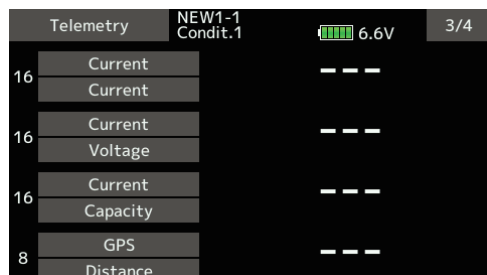 Telemetry NEW1-1 Condit.1 6.6V 3/4
16 Current Current – – –
16 Current Voltage – – –
16 Current Capacity – – –
8 GPS Distance – – –